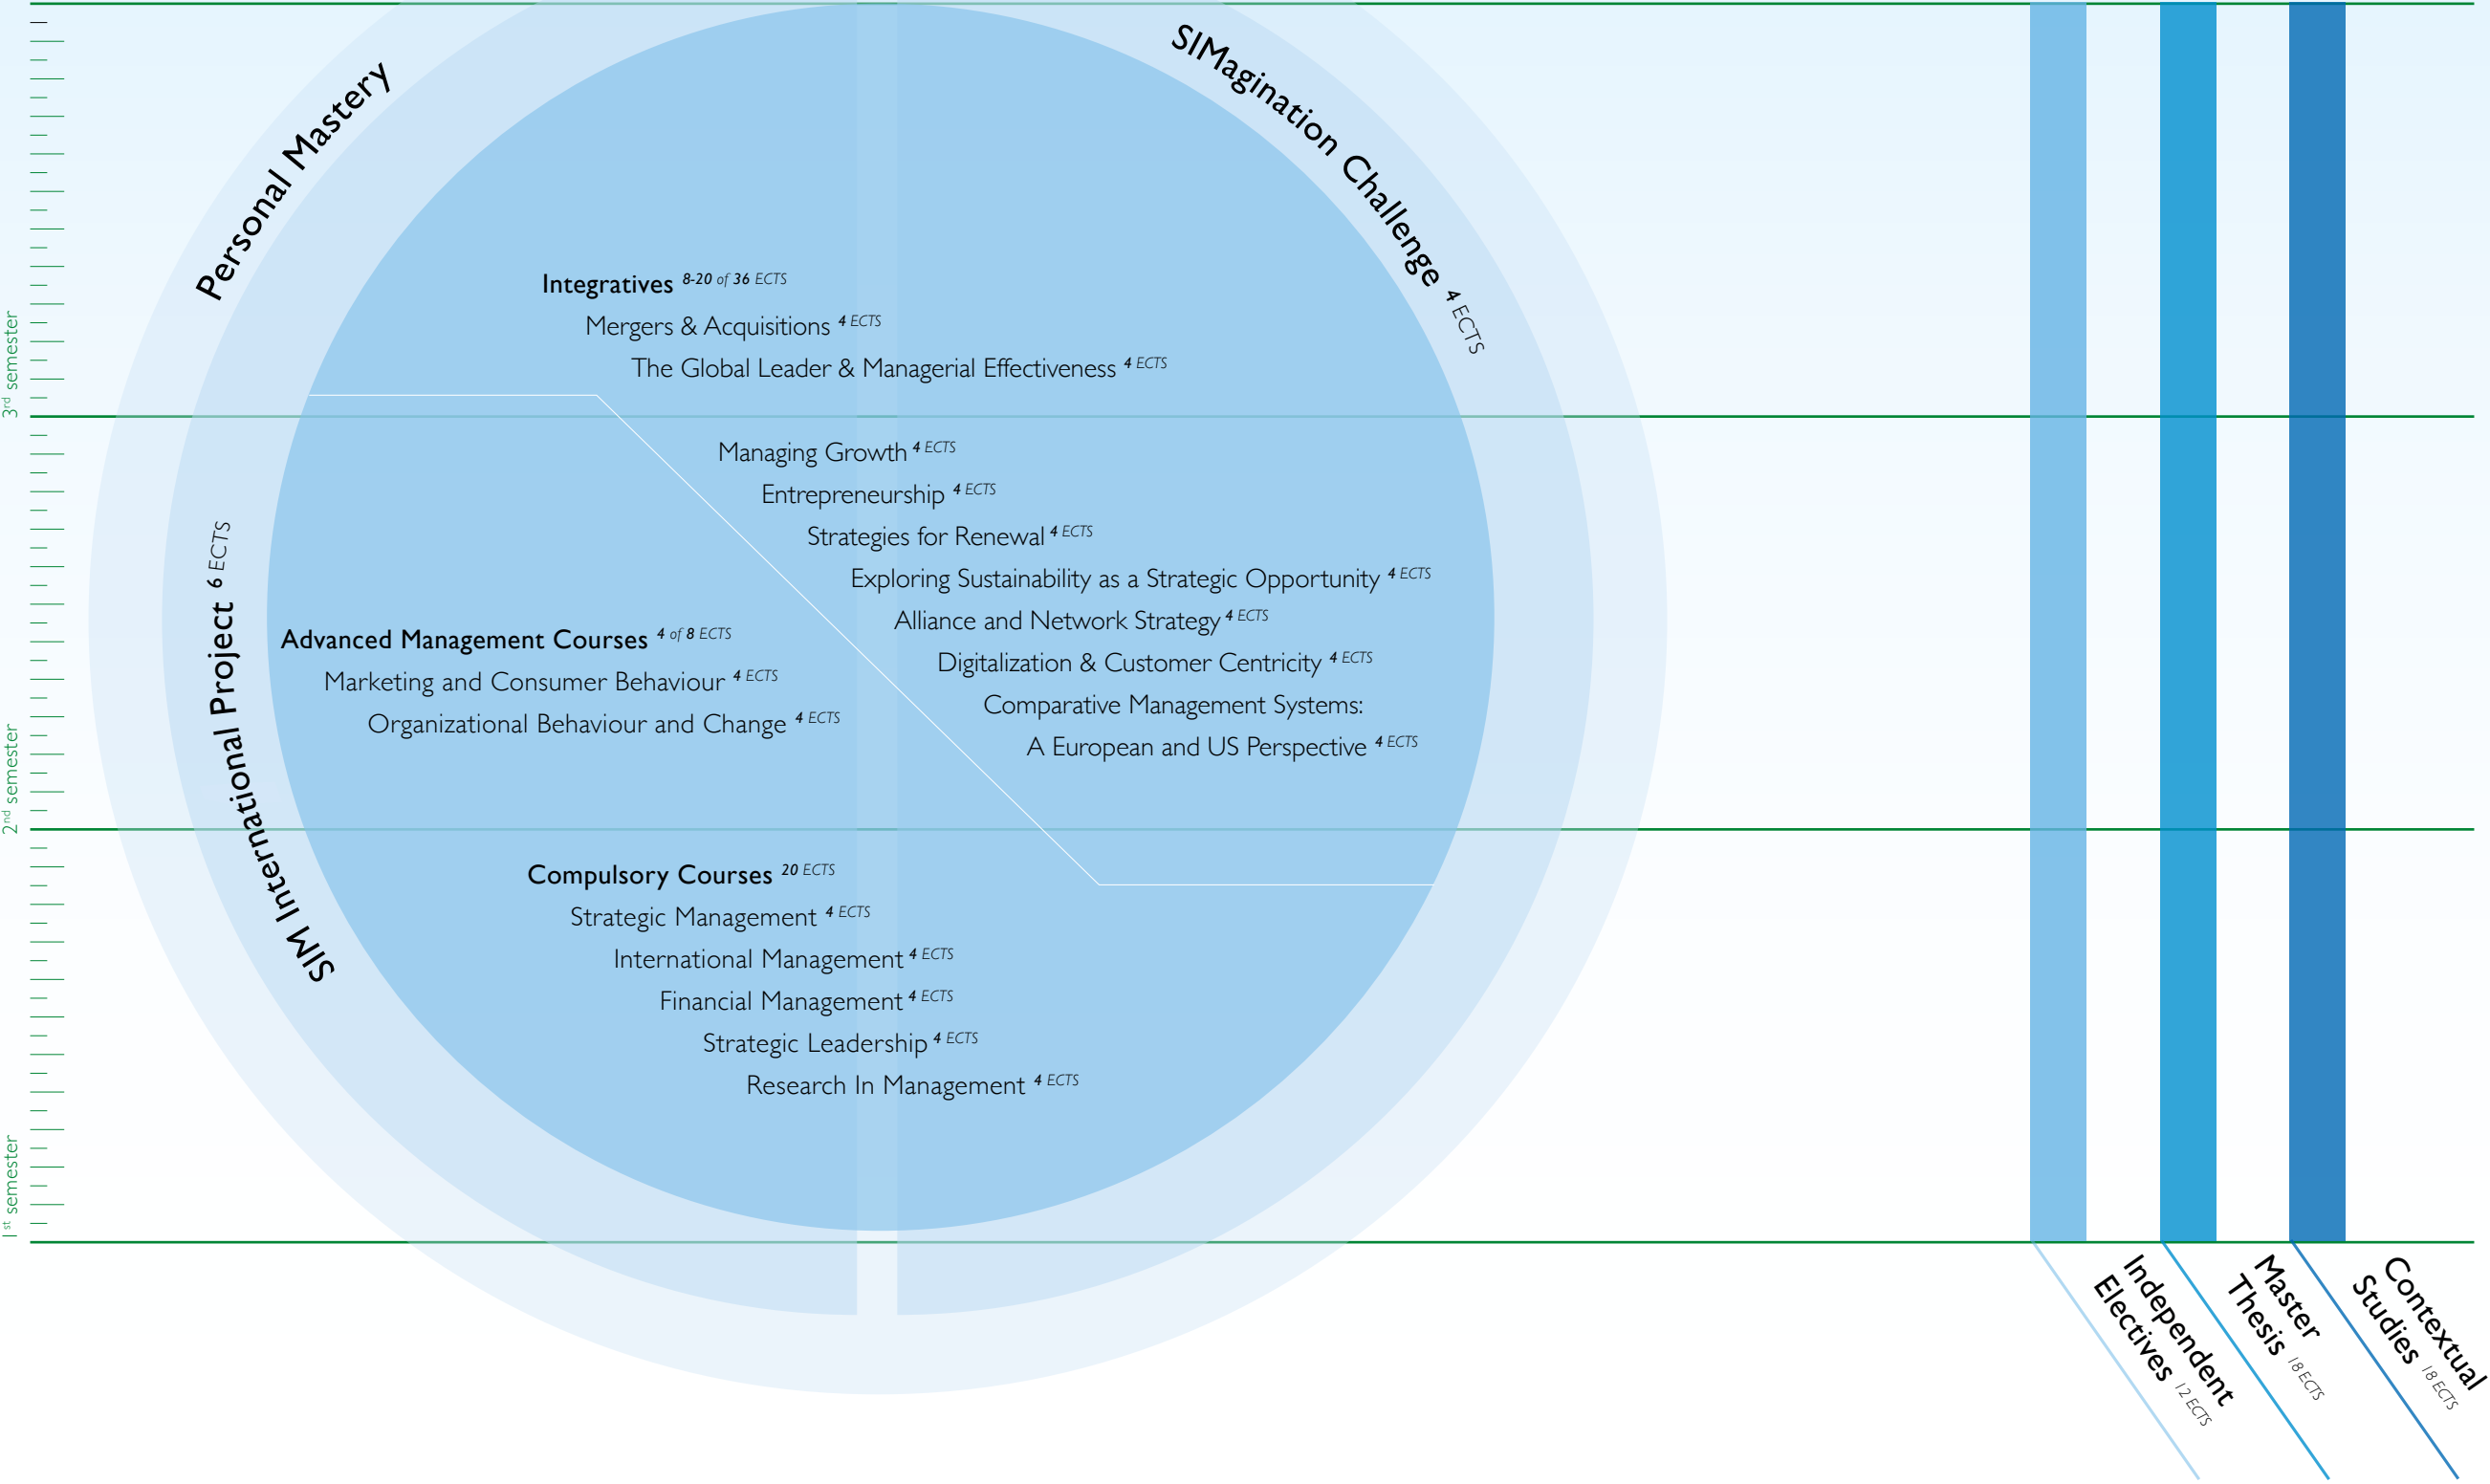 Personal Mastery
SIMagination Challenge 4 ECTS
SIM International Project 6 ECTS
3rd semester
2nd semester
1st semester
Integratives 8-20 of 36 ECTS
Mergers & Acquisitions 4 ECTS
The Global Leader & Managerial Effectiveness 4 ECTS
Managing Growth 4 ECTS
Entrepreneurship 4 ECTS
Strategies for Renewal 4 ECTS
Exploring Sustainability as a Strategic Opportunity 4 ECTS
Alliance and Network Strategy 4 ECTS
Digitalization & Customer Centricity 4 ECTS
Comparative Management Systems:
A European and US Perspective 4 ECTS
Advanced Management Courses 4 of 8 ECTS
Marketing and Consumer Behaviour 4 ECTS
Organizational Behaviour and Change 4 ECTS
Compulsory Courses 20 ECTS
Strategic Management 4 ECTS
International Management 4 ECTS
Financial Management 4 ECTS
Strategic Leadership 4 ECTS
Research In Management 4 ECTS
Independent
Electives 12 ECTS
Master
Thesis 18 ECTS
Contextual
Studies 18 ECTS